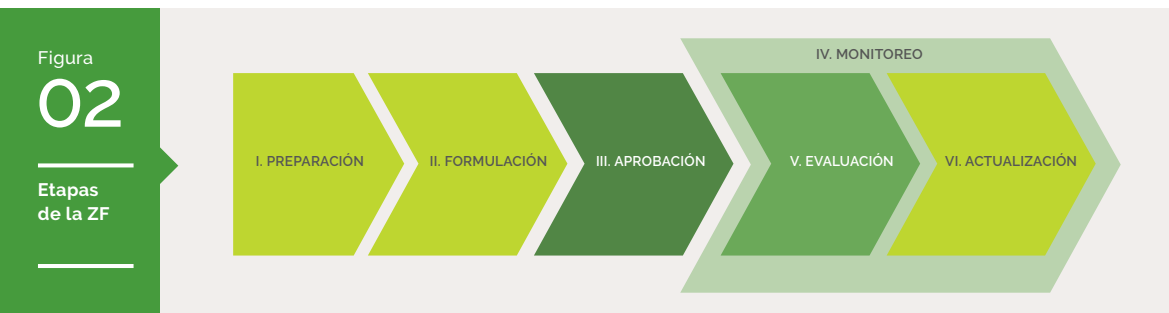 Figura
02
Etapas
de la ZF
I. PREPARACIÓN
II. FORMULACIÓN
III. APROBACIÓN
IV. MONITOREO
V. EVALUACIÓN
VI. ACTUALIZACIÓN